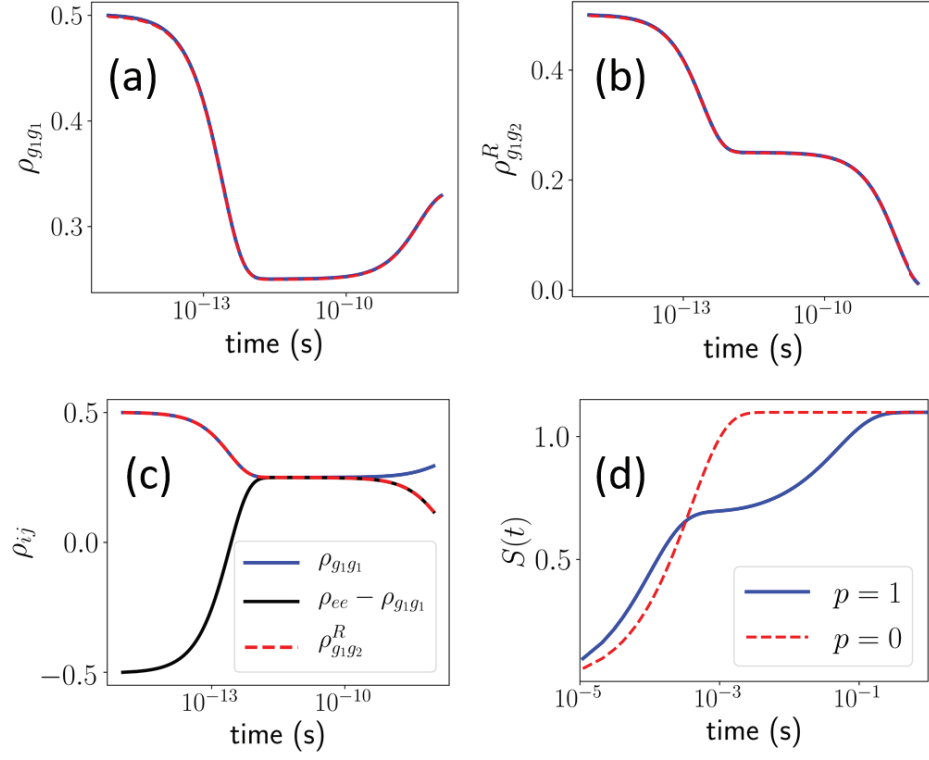 0.5
0.4
0.3
(a)
ρ_{g₁g₁}
10⁻¹³
10⁻¹⁰
time (s)
0.4
0.2
0.0
(b)
ρ^R_{g₁g₂}
10⁻¹³
10⁻¹⁰
time (s)
0.5
0.0
−0.5
(c)
ρ_{ij}
ρ_{g₁g₁}
ρ_{ee} − ρ_{g₁g₁}
ρ^R_{g₁g₂}
10⁻¹³
10⁻¹⁰
time (s)
1.0
0.5
(d)
S(t)
p = 1
p = 0
10⁻⁵
10⁻³
10⁻¹
time (s)